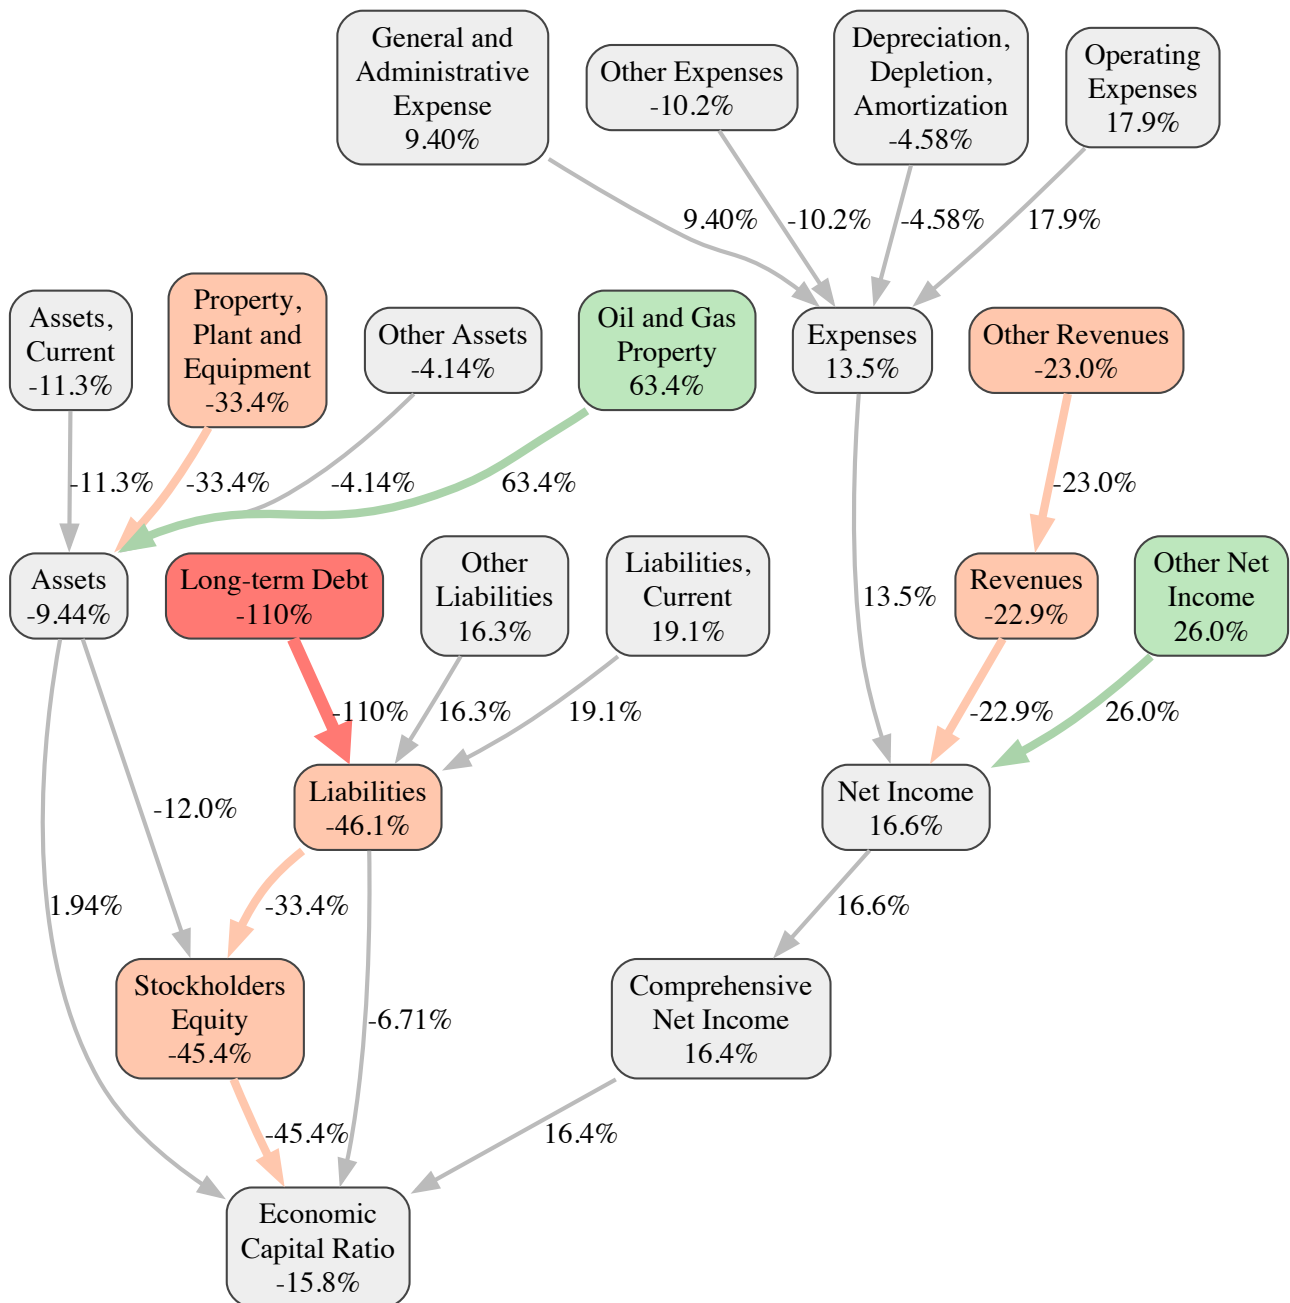 General and
Administrative
Expense
9.40%
Other Expenses
-10.2%
Depreciation,
Depletion,
Amortization
-4.58%
Operating
Expenses
17.9%
9.40%
-10.2%
-4.58%
17.9%
Assets,
Current
-11.3%
Property,
Plant and
Equipment
-33.4%
Other Assets
-4.14%
Oil and Gas
Property
63.4%
Expenses
13.5%
Other Revenues
-23.0%
-11.3%
-33.4%
-4.14%
63.4%
-23.0%
Assets
-9.44%
Long-term Debt
-110%
Other
Liabilities
16.3%
Liabilities,
Current
19.1%
13.5%
Revenues
-22.9%
Other Net
Income
26.0%
-110%
16.3%
19.1%
-22.9%
26.0%
-12.0%
Liabilities
-46.1%
Net Income
16.6%
1.94%
-33.4%
16.6%
Stockholders
Equity
-45.4%
-6.71%
Comprehensive
Net Income
16.4%
-45.4%
16.4%
Economic
Capital Ratio
-15.8%